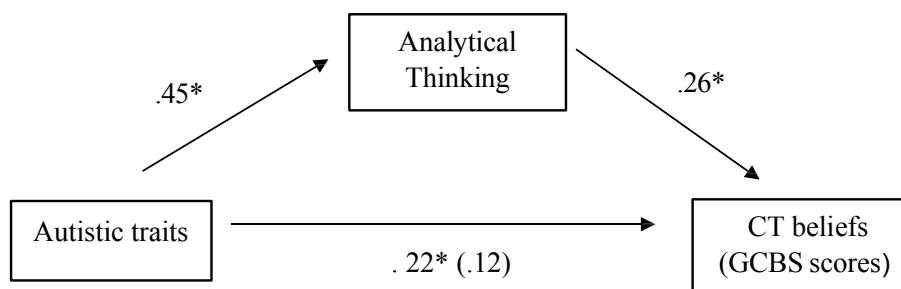 Analytical
Thinking
.45*
.26*
Autistic traits
CT beliefs
(GCBS scores)
. 22* (.12)